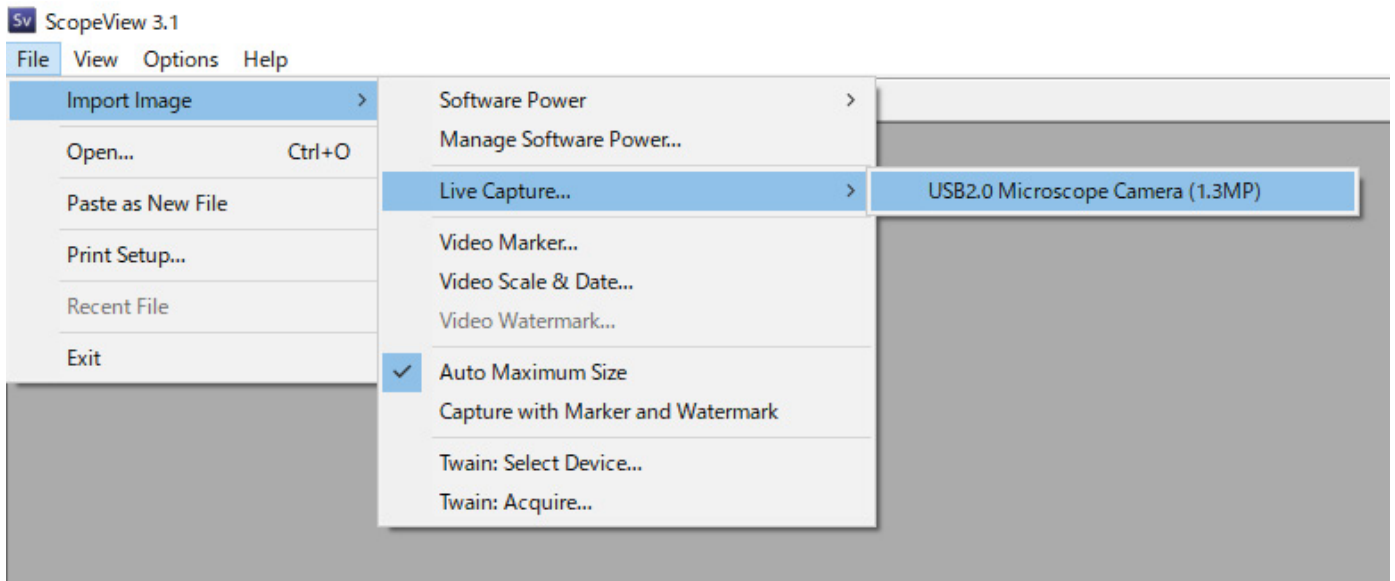 Sv ScopeView 3.1
File View Options Help
Import Image >
Open... Ctrl+O
Paste as New File
Print Setup...
Recent File
Exit
Software Power >
Manage Software Power...
Live Capture... >
Video Marker...
Video Scale & Date...
Video Watermark...
✓ Auto Maximum Size
Capture with Marker and Watermark
Twain: Select Device...
Twain: Acquire...
USB2.0 Microscope Camera (1.3MP)